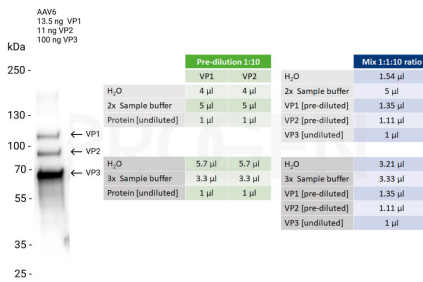 AAV6
13.5 ng VP1
11 ng VP2
100 ng VP3
kDa
250 -
130 -
100 -
70 -
55 -
35 -
25 -
← VP1
← VP2
← VP3
Pre-dilution 1:10
VP1 VP2
H₂O 4 µl 4 µl
2x Sample buffer 5 µl 5 µl
Protein [undiluted] 1 µl 1 µl
H₂O 5.7 µl 5.7 µl
3x Sample buffer 3.3 µl 3.3 µl
Protein [undiluted] 1 µl 1 µl
Mix 1:1:10 ratio
H₂O 1.54 µl
2x Sample buffer 5 µl
VP1 [pre-diluted] 1.35 µl
VP2 [pre-diluted] 1.11 µl
VP3 [undiluted] 1 µl
H₂O 3.21 µl
3x Sample buffer 3.33 µl
VP1 [pre-diluted] 1.35 µl
VP2 [pre-diluted] 1.11 µl
VP3 [undiluted] 1 µl
PROGEN